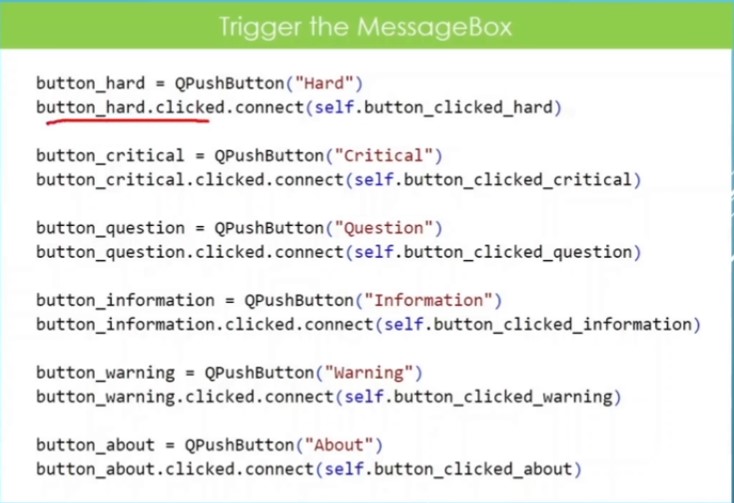 Trigger the MessageBox
button_hard = QPushButton("Hard")
button_hard.clicked.connect(self.button_clicked_hard)
button_critical = QPushButton("Critical")
button_critical.clicked.connect(self.button_clicked_critical)
button_question = QPushButton("Question")
button_question.clicked.connect(self.button_clicked_question)
button_information = QPushButton("Information")
button_information.clicked.connect(self.button_clicked_information)
button_warning = QPushButton("Warning")
button_warning.clicked.connect(self.button_clicked_warning)
button_about = QPushButton("About")
button_about.clicked.connect(self.button_clicked_about)